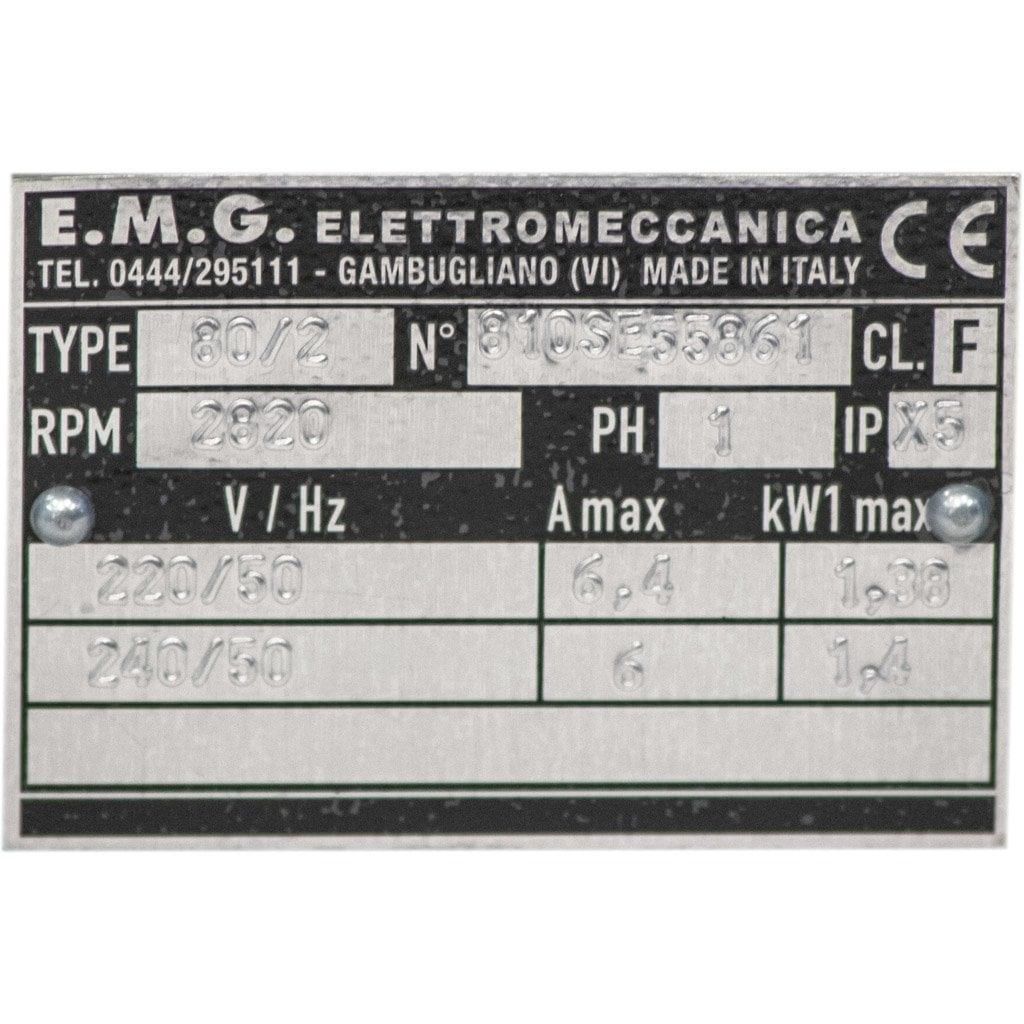 E.M.G. ELETTROMECCANICA CE
TEL. 0444/295111 - GAMBUGLIANO (VI) MADE IN ITALY
TYPE 80/2 N° 810SE55861 CL. F
RPM 2820 PH 1 IP X5
V / Hz A max kW1 max
220/50 6,4 1,38
240/50 6 1,4